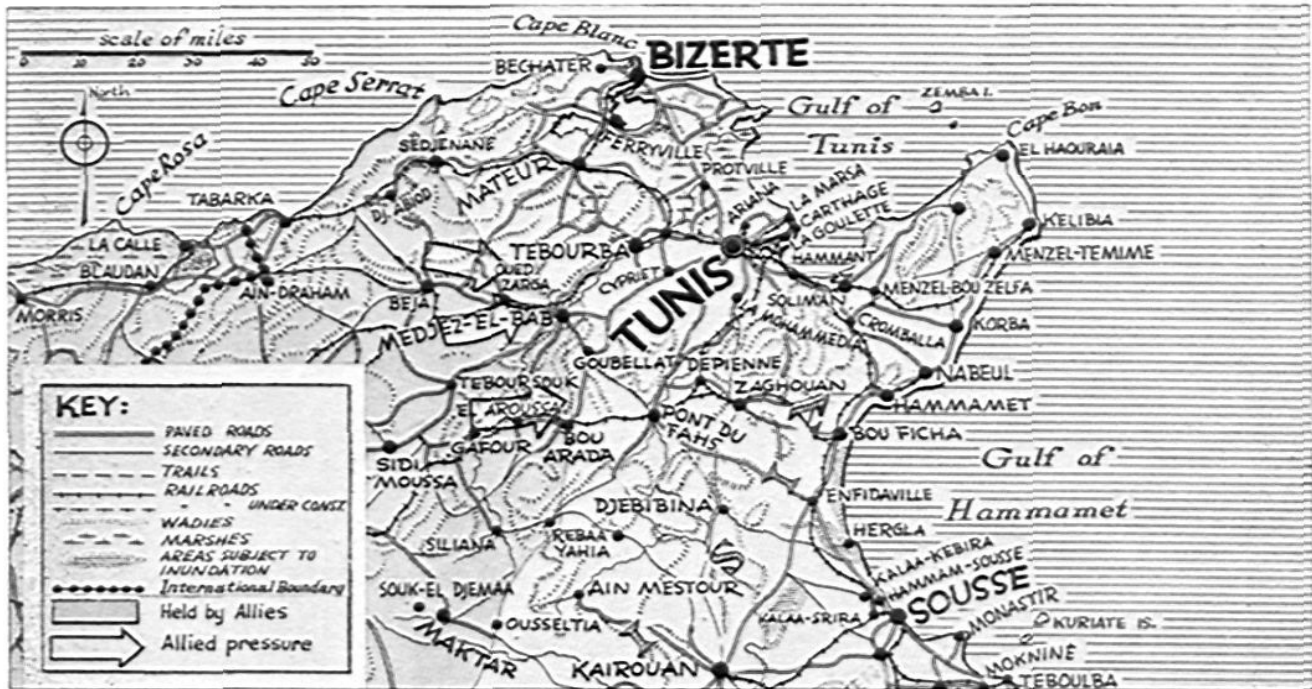 scale of miles
0 10 20 30 40 50
North
Cape Blanc
BIZERTE
BECHATER
Cape Serrat
Gulf of
Tunis
ZEMBA I.
Cape Bon
EL HAOURAIA
Cape Rosa
SEDJENANE
MATEUR
PROTVILLE
ARIANA
LA MARSA
CARTHAGE
LA GOULETTE
HAMMANT
TABARKA
DJ. ABIOD
KELIBIA
MENZEL-TEMIME
LA CALLE
BLAUDAN
TEBOURBA
CYPRIET
TUNIS
OUED
ZARGA
AIN-DRAHAM
BEJA
MORRIS
MEDJEZ-EL-BAB
SOLIMAN
MENZEL-BOU ZELFA
LA MOHAMMEDIA
CROMBALLA
KORBA
GOUBELLAT
DEPIENNE
ZAGHOUAN
NABEUL
HAMMAMET
TEBOURSOUK
EL AROUSSA
GAFOUR
BOU
ARADA
PONT DU
FAHS
BOU FICHA
SIDI
MOUSSA
Gulf of
Hammamet
DJEBIBINA
ENFIDAVILLE
HERGLA
SILIANA
REBAA
YAHIA
KALAA-KEBIRA
HAMMAM-SOUSSE
SOUSSE
SOUK-EL DJEMAA
AIN MESTOUR
KALAA-SRIRA
MONASTIR
KURIATE IS.
MAKTAR
OUSSELTIA
KAIROUAN
MOKNINE
TEBOULBA
KEY:
PAVED ROADS
SECONDARY ROADS
TRAILS
RAILROADS
" UNDER CONST.
WADIES
MARSHES
AREAS SUBJECT TO
INUNDATION
International Boundary
Held by Allies
Allied pressure